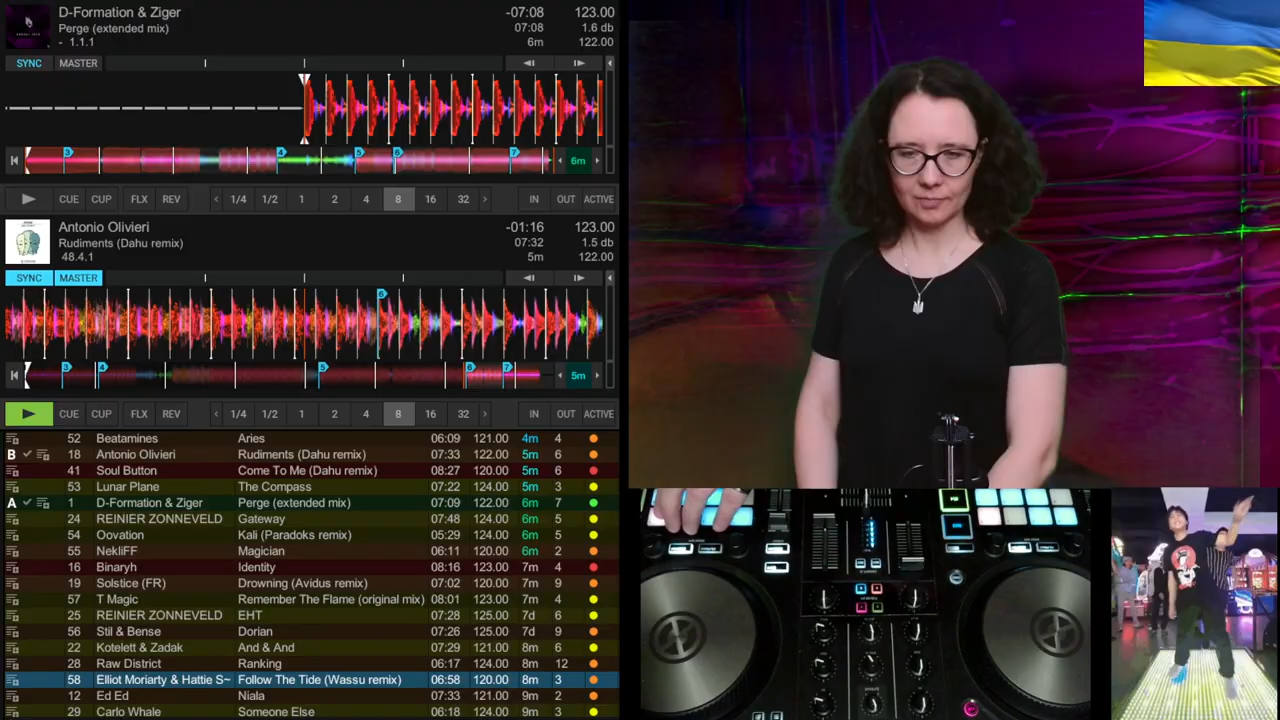 D-Formation & Ziger -07:08 123.00
Perge (extended mix) 07:08 1.6 db
- 1.1.1 6m 122.00
SYNC MASTER
3 4 5 6 7 6m
CUE CUP FLX REV 1/4 1/2 1 2 4 8 16 32 IN OUT ACTIVE
Antonio Olivieri -01:16 123.00
Rudiments (Dahu remix) 07:32 1.5 db
48.4.1 5m 122.00
SYNC MASTER
6
3 4 5 6 7 5m
CUE CUP FLX REV 1/4 1/2 1 2 4 8 16 32 IN OUT ACTIVE
52 Beatamines Aries 06:09 121.00 4m 4
B 18 Antonio Olivieri Rudiments (Dahu remix) 07:33 122.00 5m 6
41 Soul Button Come To Me (Dahu remix) 08:27 120.00 5m 6
53 Lunar Plane The Compass 07:22 124.00 5m 3
A 1 D-Formation & Ziger Perge (extended mix) 07:09 122.00 6m 7
24 REINIER ZONNEVELD Gateway 07:48 124.00 6m 5
54 Kali (Paradoks remix) 05:29 124.00 6m 5
55 NekliFF Magician 06:11 120.00 6m 2
16 Binaryh Identity 08:16 123.00 7m 4
19 Solstice (FR) Drowning (Avidus remix) 07:02 120.00 7m 9
57 T Magic Remember The Flame (original mix) 08:01 123.00 7m 4
25 REINIER ZONNEVELD EHT 07:28 125.00 7d 6
56 Stil & Bense Dorian 07:26 125.00 7d 9
22 Kotelett & Zadak And & And 07:29 121.00 8m 6
28 Raw District Ranking 06:17 124.00 8m 12
58 Elliot Moriarty & Hattie S~ Follow The Tide (Wassu remix) 06:58 120.00 8m 3
12 Ed Ed Niala 07:33 121.00 9m 2
29 Carlo Whale Someone Else 06:18 124.00 9m 3